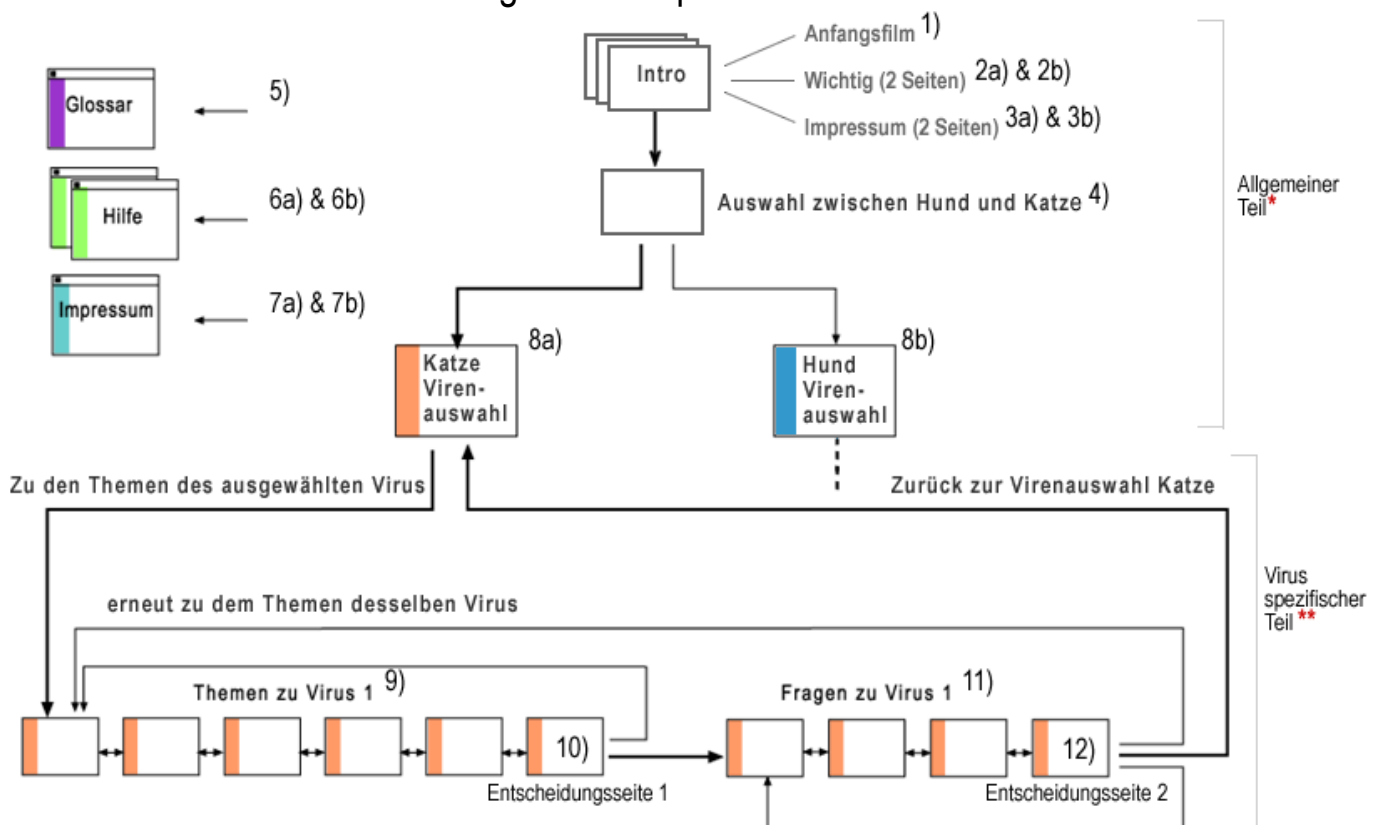 Anfangsfilm 1)
Intro
Wichtig (2 Seiten) 2a) & 2b)
Impressum (2 Seiten) 3a) & 3b)
Glossar
5)
Hilfe
6a) & 6b)
Impressum
7a) & 7b)
Auswahl zwischen Hund und Katze 4)
Allgemeiner
Teil*
8a)
Katze
Viren-
auswahl
8b)
Hund
Viren-
auswahl
Zu den Themen des ausgewählten Virus
Zurück zur Virenauswahl Katze
Virus
spezifischer
Teil **
erneut zu dem Themen desselben Virus
Themen zu Virus 1 9)
Fragen zu Virus 1 11)
10)
12)
Entscheidungsseite 1
Entscheidungsseite 2